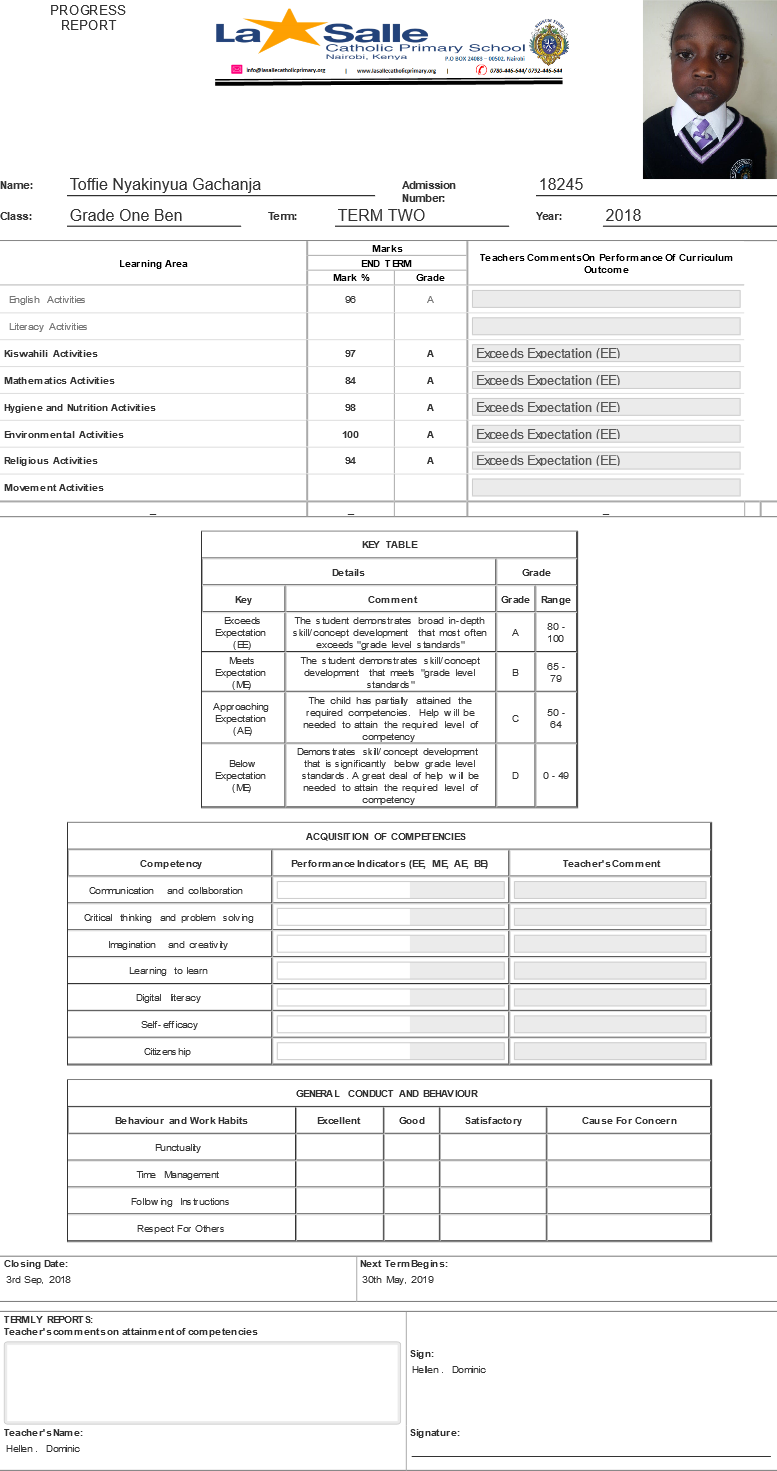 PROGRESS
REPORT
La Salle
Catholic Primary School
Nairobi, Kenya
P.O BOX 24083 – 00502, Nairobi
info@lasallecatholicprimary.org | www.lasallecatholicprimary.org | 0780-446-644/ 0732-446-644
Name: Toffie Nyakinyua Gachanja Admission Number: 18245
Class: Grade One Ben Term: TERM TWO Year: 2018
Learning Area Marks Teachers Comments On Performance Of Curriculum Outcome
END TERM
Mark % Grade
English Activities 96 A
Literacy Activities
Kiswahili Activities 97 A Exceeds Expectation (EE)
Mathematics Activities 84 A Exceeds Expectation (EE)
Hygiene and Nutrition Activities 98 A Exceeds Expectation (EE)
Environmental Activities 100 A Exceeds Expectation (EE)
Religious Activities 94 A Exceeds Expectation (EE)
Movement Activities
_ _ _
KEY TABLE
Details Grade
Key Comment Grade Range
Exceeds Expectation (EE) The student demonstrates broad in-depth skill/concept development that most often exceeds "grade level standards" A 80 - 100
Meets Expectation (ME) The student demonstrates skill/concept development that meets "grade level standards" B 65 - 79
Approaching Expectation (AE) The child has partially attained the required competencies. Help will be needed to attain the required level of competency C 50 - 64
Below Expectation (ME) Demonstrates skill/concept development that is significantly below grade level standards. A great deal of help will be needed to attain the required level of competency D 0 - 49
ACQUISITION OF COMPETENCIES
Competency Performance Indicators (EE, ME, AE, BE) Teacher's Comment
Communication and collaboration
Critical thinking and problem solving
Imagination and creativity
Learning to learn
Digital literacy
Self-efficacy
Citizenship
GENERAL CONDUCT AND BEHAVIOUR
Behaviour and Work Habits Excellent Good Satisfactory Cause For Concern
Punctuality
Time Management
Following Instructions
Respect For Others
Closing Date: Next Term Begins:
3rd Sep, 2018 30th May, 2019
TERMLY REPORTS:
Teacher's comments on attainment of competencies
Sign:
Hellen . Dominic
Teacher's Name: Signature:
Hellen . Dominic